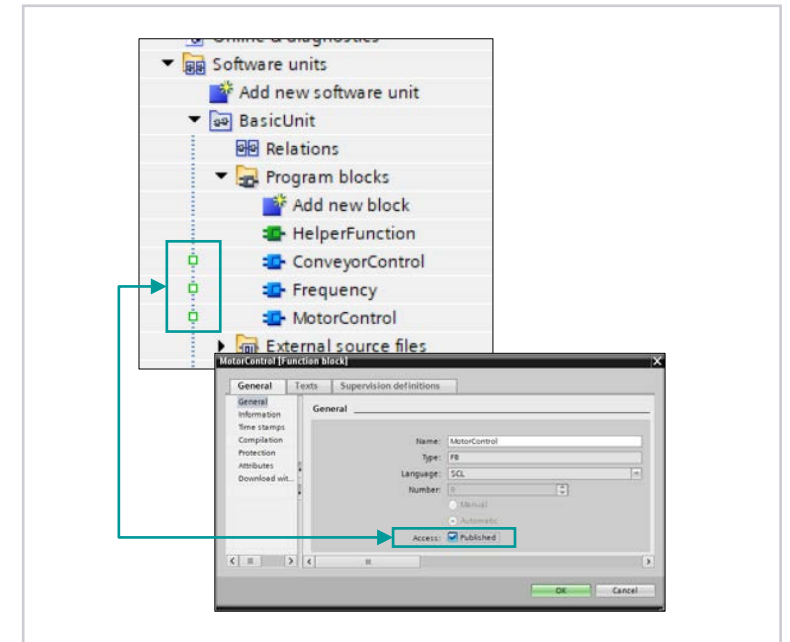 Online & diagnostics
Software units
Add new software unit
BasicUnit
Relations
Program blocks
Add new block
HelperFunction
ConveyorControl
Frequency
MotorControl
External source files
MotorControl [Function block]
X
General Texts Supervision definitions
General
Information
Time stamps
Compilation
Protection
Attributes
Download wit...
General
Name: MotorControl
Type: FB
Language: SCL
Number:
Manual
Automatic
Access: Published
OK Cancel